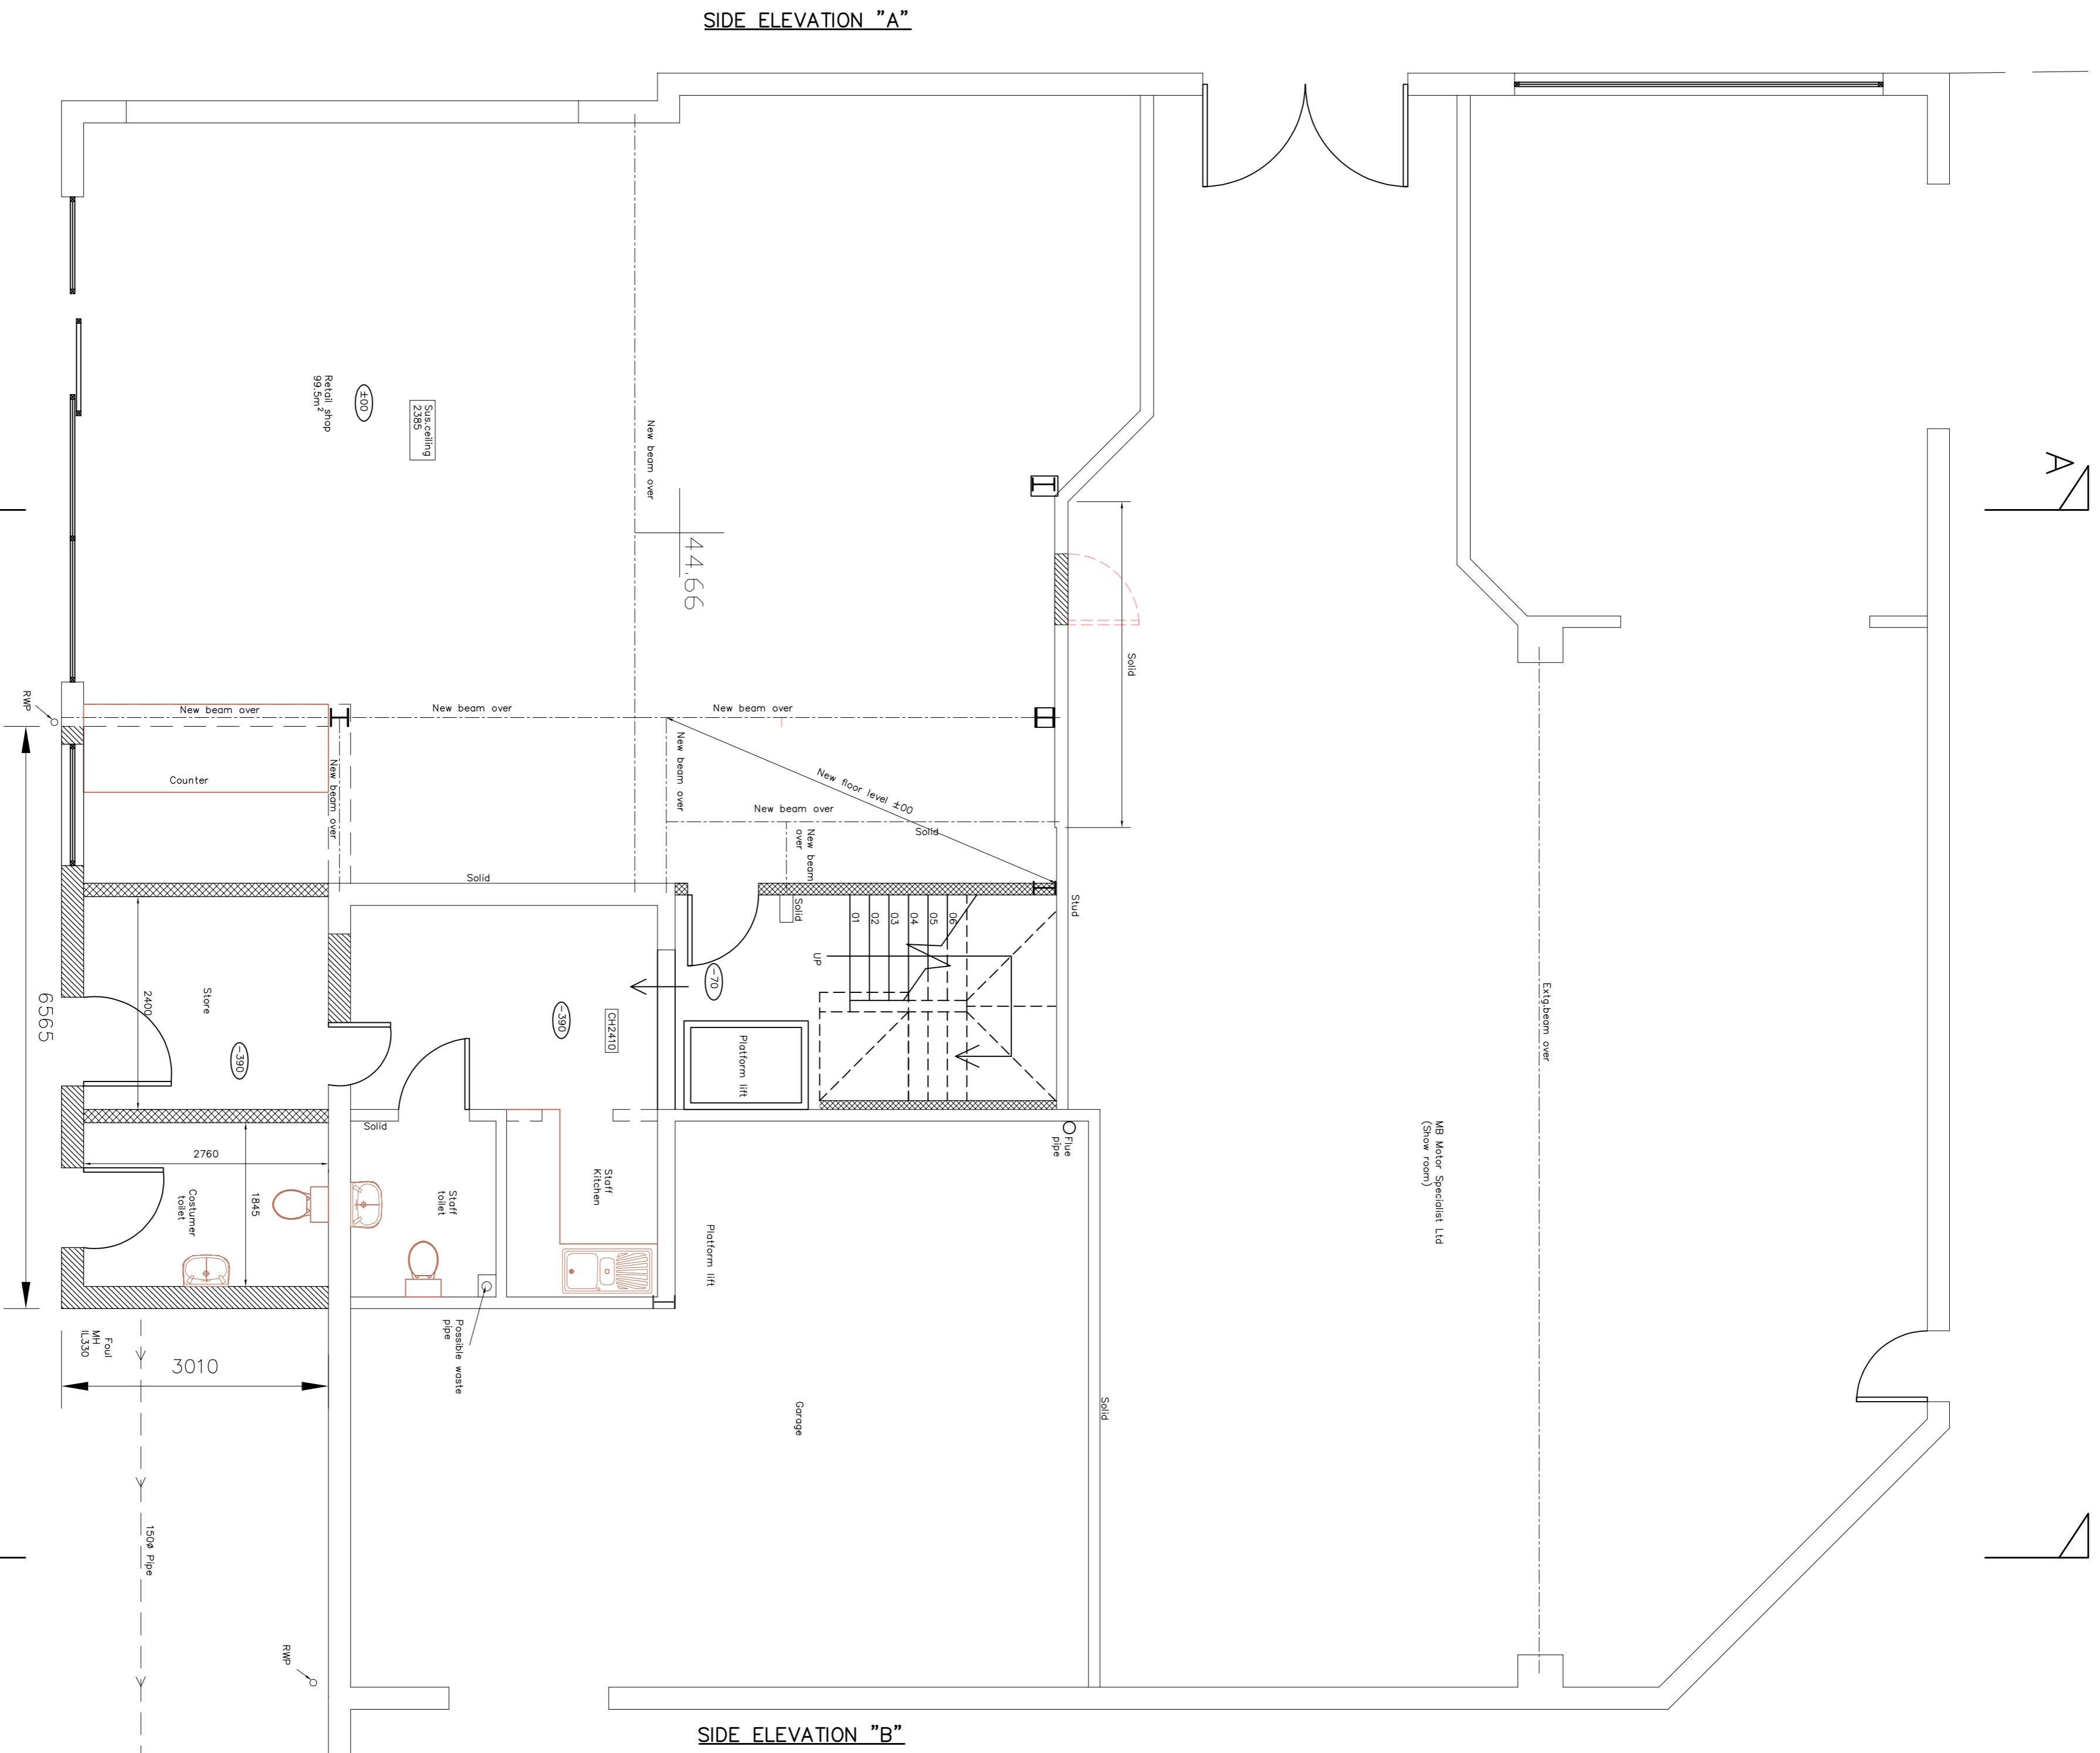 SIDE ELEVATION "A"
A
Retail shop
99.5m²
±00
Sus.ceiling
2385
New beam over
44.66
Solid
RWP
New beam over
New beam over
New beam over
Counter
New beam over
New beam over
New floor level ±00
New beam over
New beam
over
Solid
Solid
Solid
Stud
01
02
03
04
05
06
UP
-70
Platform lift
Store
2400
-390
6565
-390
CH2410
Extg.beam over
MB Motor Specialist Ltd
(Show room)
Flue
pipe
Solid
2760
1845
Costumer
toilet
Staff
toilet
Staff
Kitchen
Platform lift
Foul
MH
IL330
3010
Possible waste
pipe
Garage
Solid
150ø Pipe
RWP
SIDE ELEVATION "B"